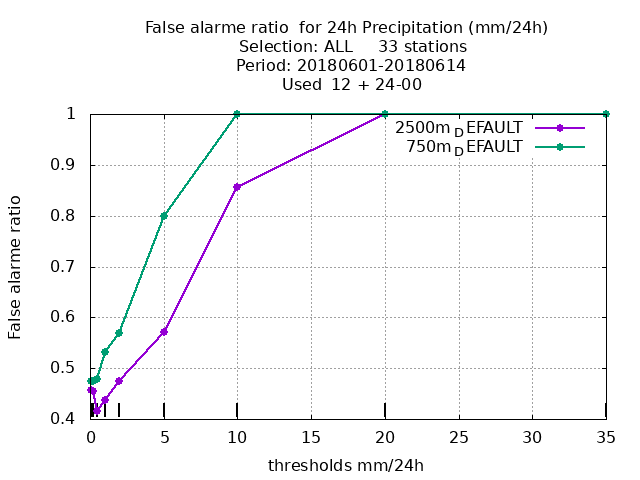 False alarme ratio  for 24h Precipitation (mm/24h)
Selection: ALL     33 stations
Period: 20180601-20180614
Used  12 + 24-00
2500m_DEFAULT
750m_DEFAULT
1
0.9
0.8
0.7
0.6
0.5
0.4
False alarme ratio
0 5 10 15 20 25 30 35
thresholds mm/24h